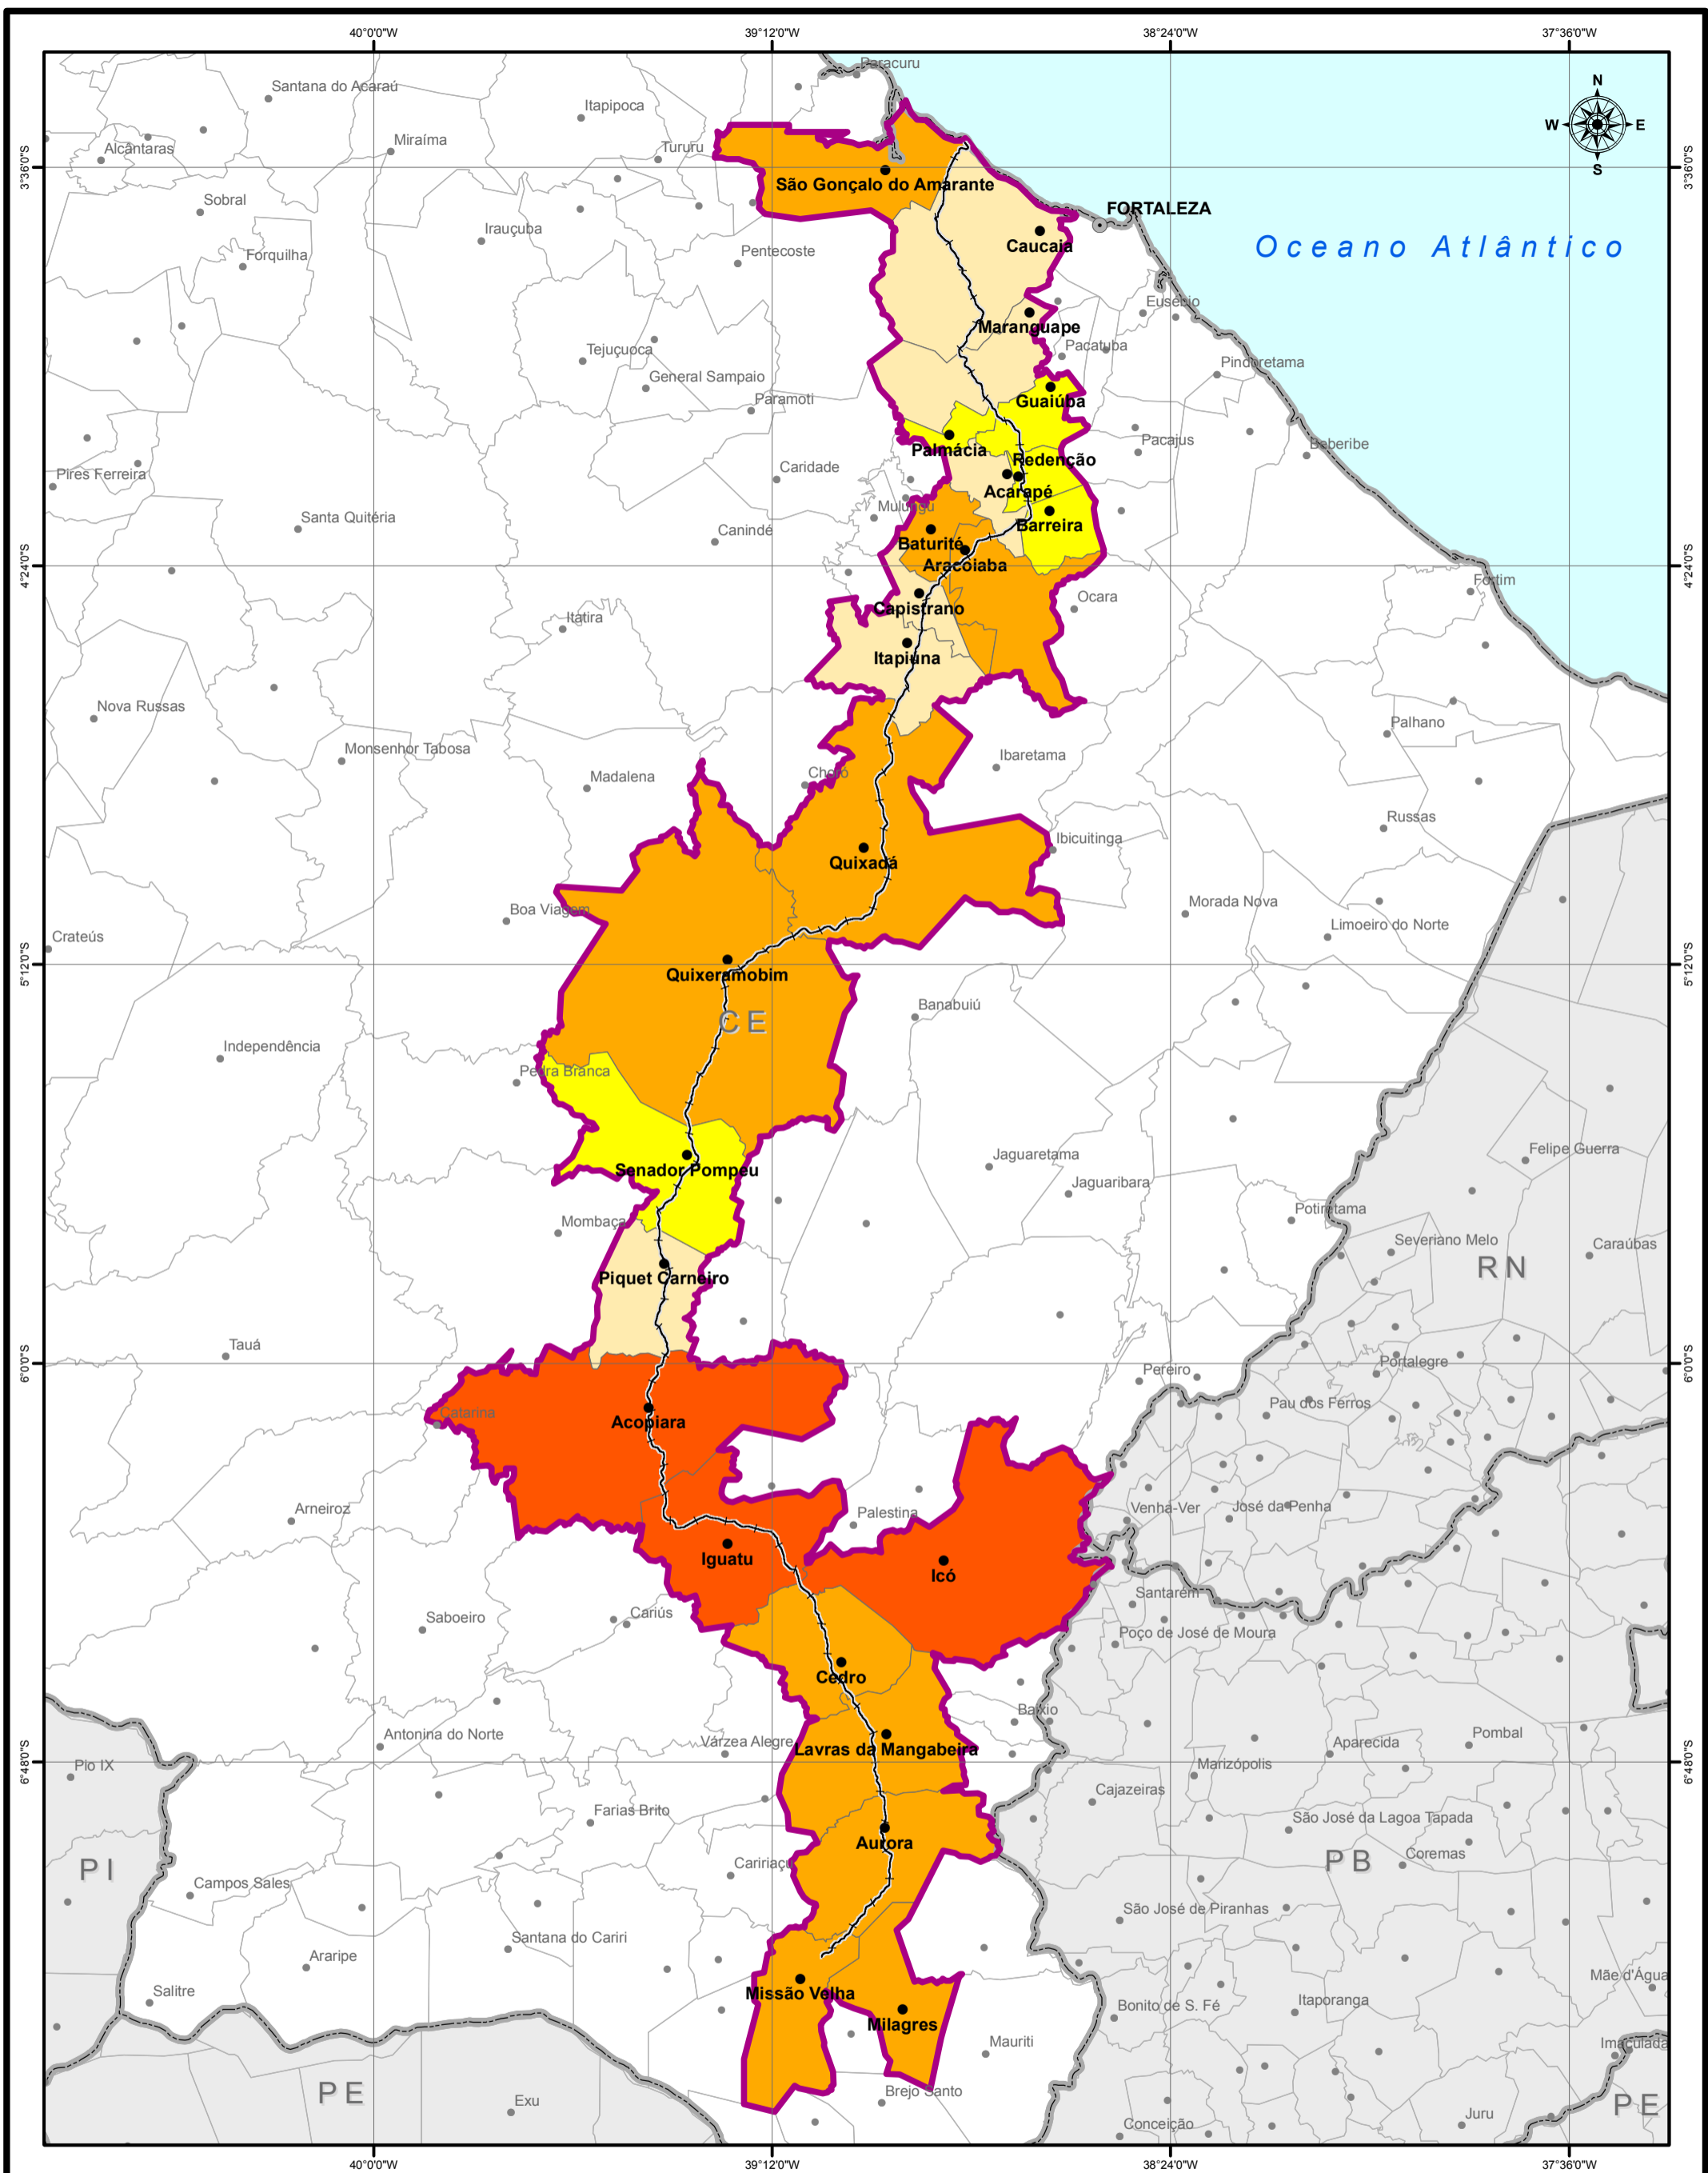 40°0'0"W
39°12'0"W
38°24'0"W
37°36'0"W
Paracuru
Santana do Acaraú
Itapipoca
N
W
E
S
Miraíma
Tururu
Alcântaras
3°36'0"S
3°36'0"S
São Gonçalo do Amarante
Sobral
FORTALEZA
Irauçuba
Caucaia
Oceano Atlântico
Pentecoste
Forquilha
Eusébio
Maranguape
Pacatuba
Tejuçuoca
Pindoretama
General Sampaio
Paramoti
Guaiúba
Pacajus
Beberibe
Palmácia
Redenção
Caridade
Pires Ferreira
Acarapé
Mulungu
Santa Quitéria
Barreira
Canindé
Baturité
Aracoiaba
4°24'0"S
4°24'0"S
Fortim
Ocara
Capistrano
Itatira
Itapiúna
Nova Russas
Palhano
Monsenhor Tabosa
Ibaretama
Choró
Madalena
Russas
Ibicuitinga
Quixadá
Morada Nova
Boa Viagem
Limoeiro do Norte
Crateús
5°12'0"S
5°12'0"S
Quixeramobim
Banabuiú
CE
Independência
Pedra Branca
Felipe Guerra
Jaguaretama
Senador Pompeu
Jaguaribara
Potiretama
Mombaça
Severiano Melo
Caraúbas
RN
Piquet Carneiro
Tauá
6°0'0"S
6°0'0"S
Portalegre
Pereiro
Pau dos Ferros
Catarina
Acopiara
Arneiroz
Palestina
Venha-Ver
José da Penha
Iguatu
Icó
Santarém
Cariús
Saboeiro
Poço de José de Moura
Cedro
Baixio
Antonina do Norte
Várzea Alegre
Lavras da Mangabeira
Pombal
Aparecida
6°48'0"S
6°48'0"S
Pio IX
Marizópolis
Cajazeiras
Farias Brito
São José da Lagoa Tapada
Aurora
Coremas
PB
PI
Caririaçu
Campos Sales
São José de Piranhas
Santana do Cariri
Araripe
Mãe d'Água
Salitre
Missão Velha
Bonito de S. Fé
Itaporanga
Milagres
Mauriti
Imaculada
PE
Brejo Santo
Exu
PE
Juru
Conceição
40°0'0"W
39°12'0"W
38°24'0"W
37°36'0"W